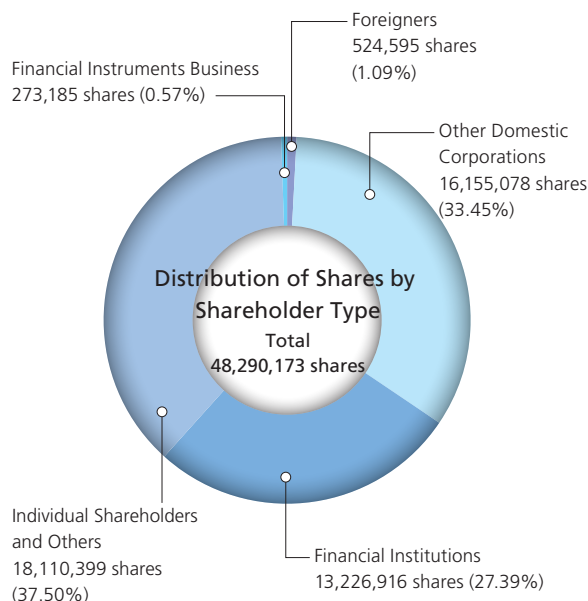 Foreigners
524,595 shares
(1.09%)
Financial Instruments Business
273,185 shares (0.57%)
Other Domestic
Corporations
16,155,078 shares
(33.45%)
Distribution of Shares by
Shareholder Type
Total
48,290,173 shares
Individual Shareholders
and Others
18,110,399 shares
(37.50%)
Financial Institutions
13,226,916 shares (27.39%)